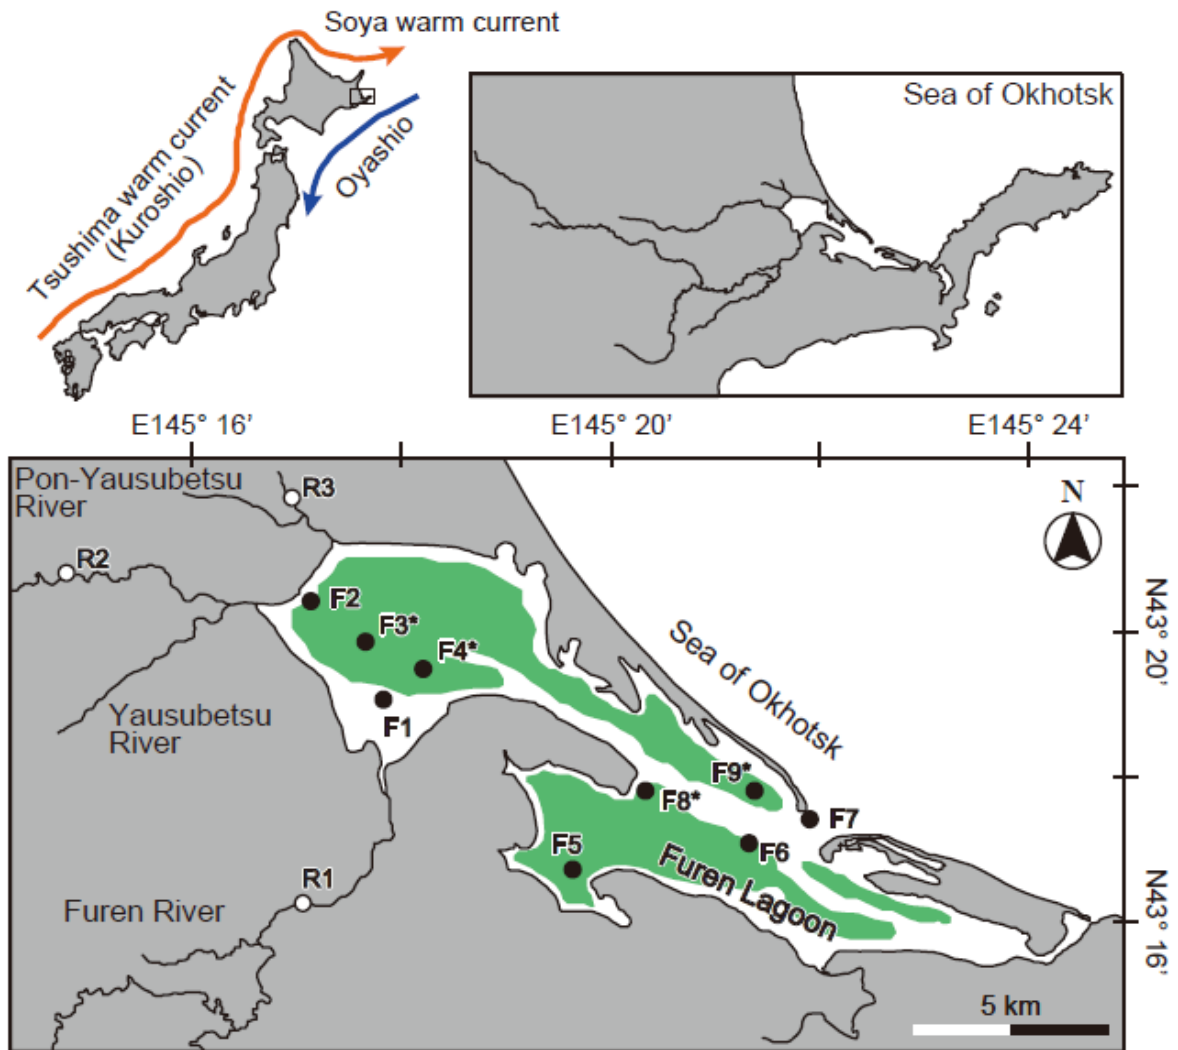 Soya warm current
Tsushima warm current
(Kuroshio)
Oyashio
Sea of Okhotsk
E145° 16’
E145° 20’
E145° 24’
Pon-Yausubetsu
River
R3
N
R2
F2
F3*
F4*
N43° 20’
Sea of Okhotsk
Yausubetsu
River
F1
F9*
F8*
F7
F5
F6
Furen Lagoon
R1
Furen River
N43° 16’
5 km